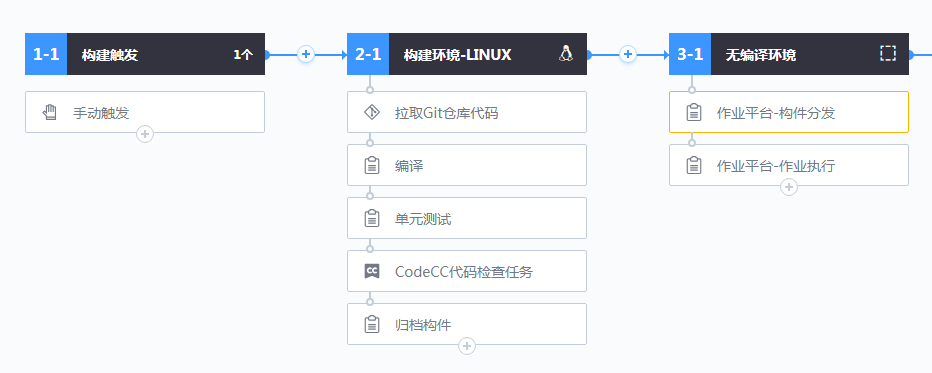 1-1 构建触发 1个
手动触发
2-1 构建环境-LINUX
拉取Git仓库代码
编译
单元测试
CC CodeCC代码检查任务
归档构件
3-1 无编译环境
作业平台-构件分发
作业平台-作业执行